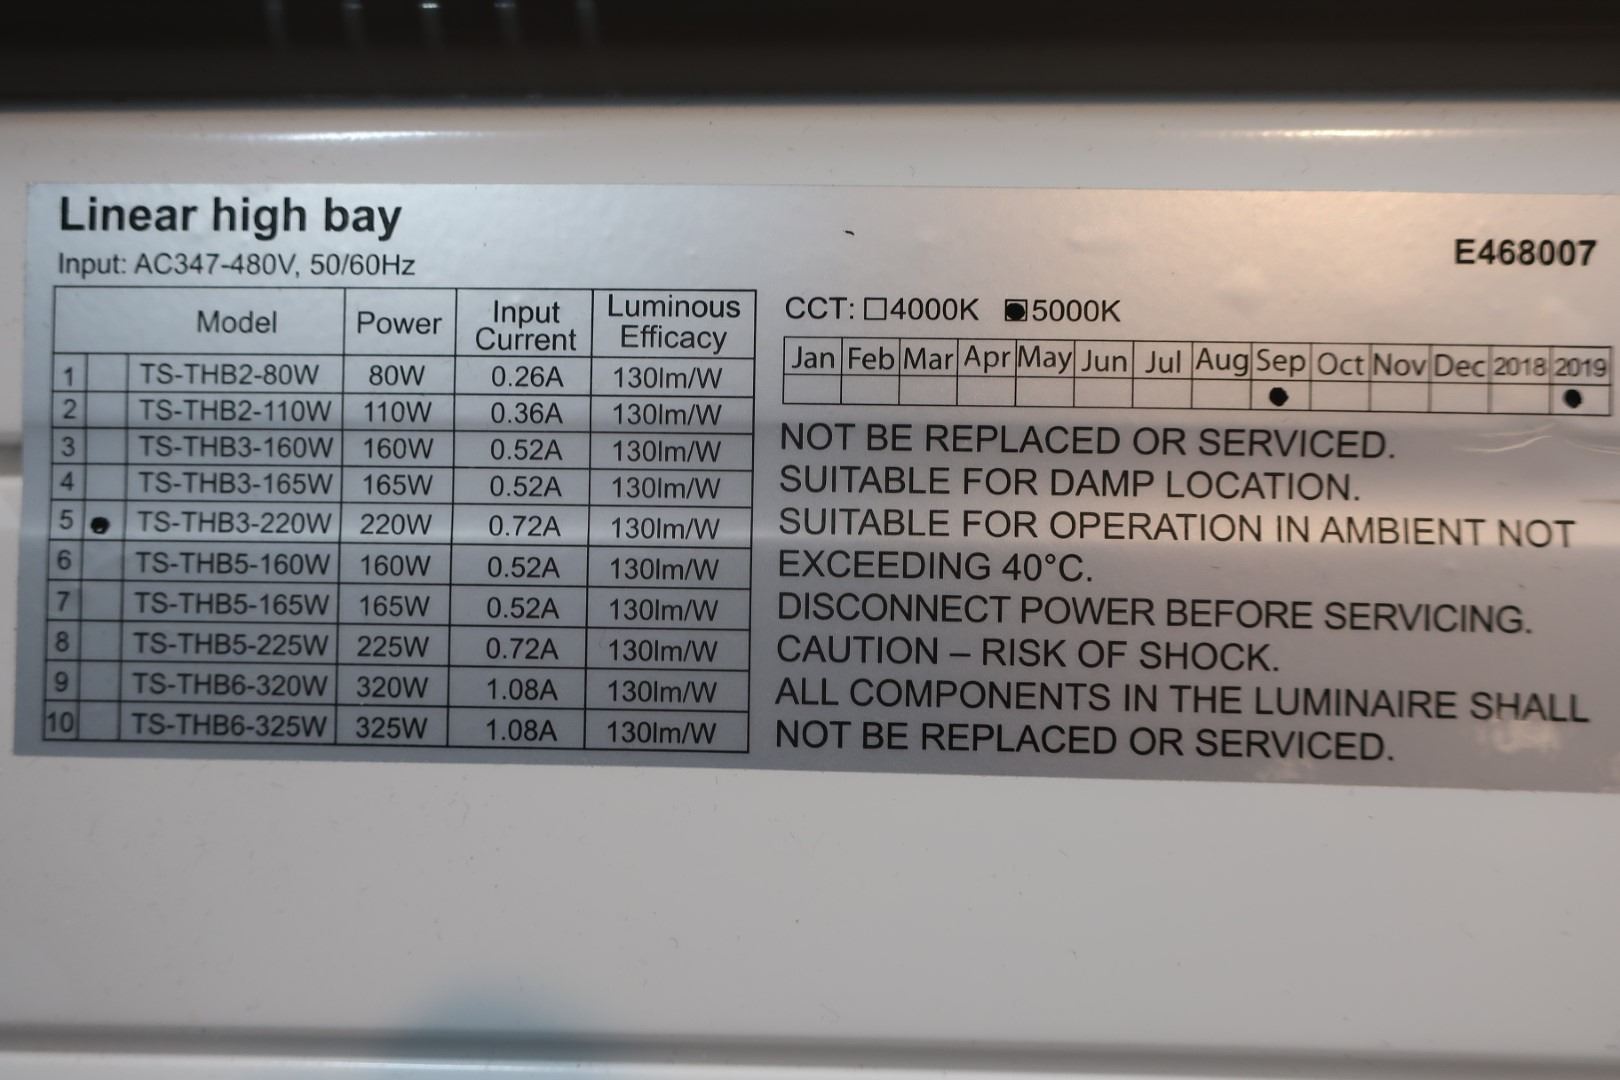 Linear high bay
Input: AC347-480V, 50/60Hz
Model Power Input Current Luminous Efficacy
1 TS-THB2-80W 80W 0.26A 130lm/W
2 TS-THB2-110W 110W 0.36A 130lm/W
3 TS-THB3-160W 160W 0.52A 130lm/W
4 TS-THB3-165W 165W 0.52A 130lm/W
5 ● TS-THB3-220W 220W 0.72A 130lm/W
6 TS-THB5-160W 160W 0.52A 130lm/W
7 TS-THB5-165W 165W 0.52A 130lm/W
8 TS-THB5-225W 225W 0.72A 130lm/W
9 TS-THB6-320W 320W 1.08A 130lm/W
10 TS-THB6-325W 325W 1.08A 130lm/W
E468007
CCT: ☐4000K ☑5000K
Jan Feb Mar Apr May Jun Jul Aug Sep Oct Nov Dec 2018 2019
● ●
NOT BE REPLACED OR SERVICED.
SUITABLE FOR DAMP LOCATION.
SUITABLE FOR OPERATION IN AMBIENT NOT
EXCEEDING 40°C.
DISCONNECT POWER BEFORE SERVICING.
CAUTION – RISK OF SHOCK.
ALL COMPONENTS IN THE LUMINAIRE SHALL
NOT BE REPLACED OR SERVICED.